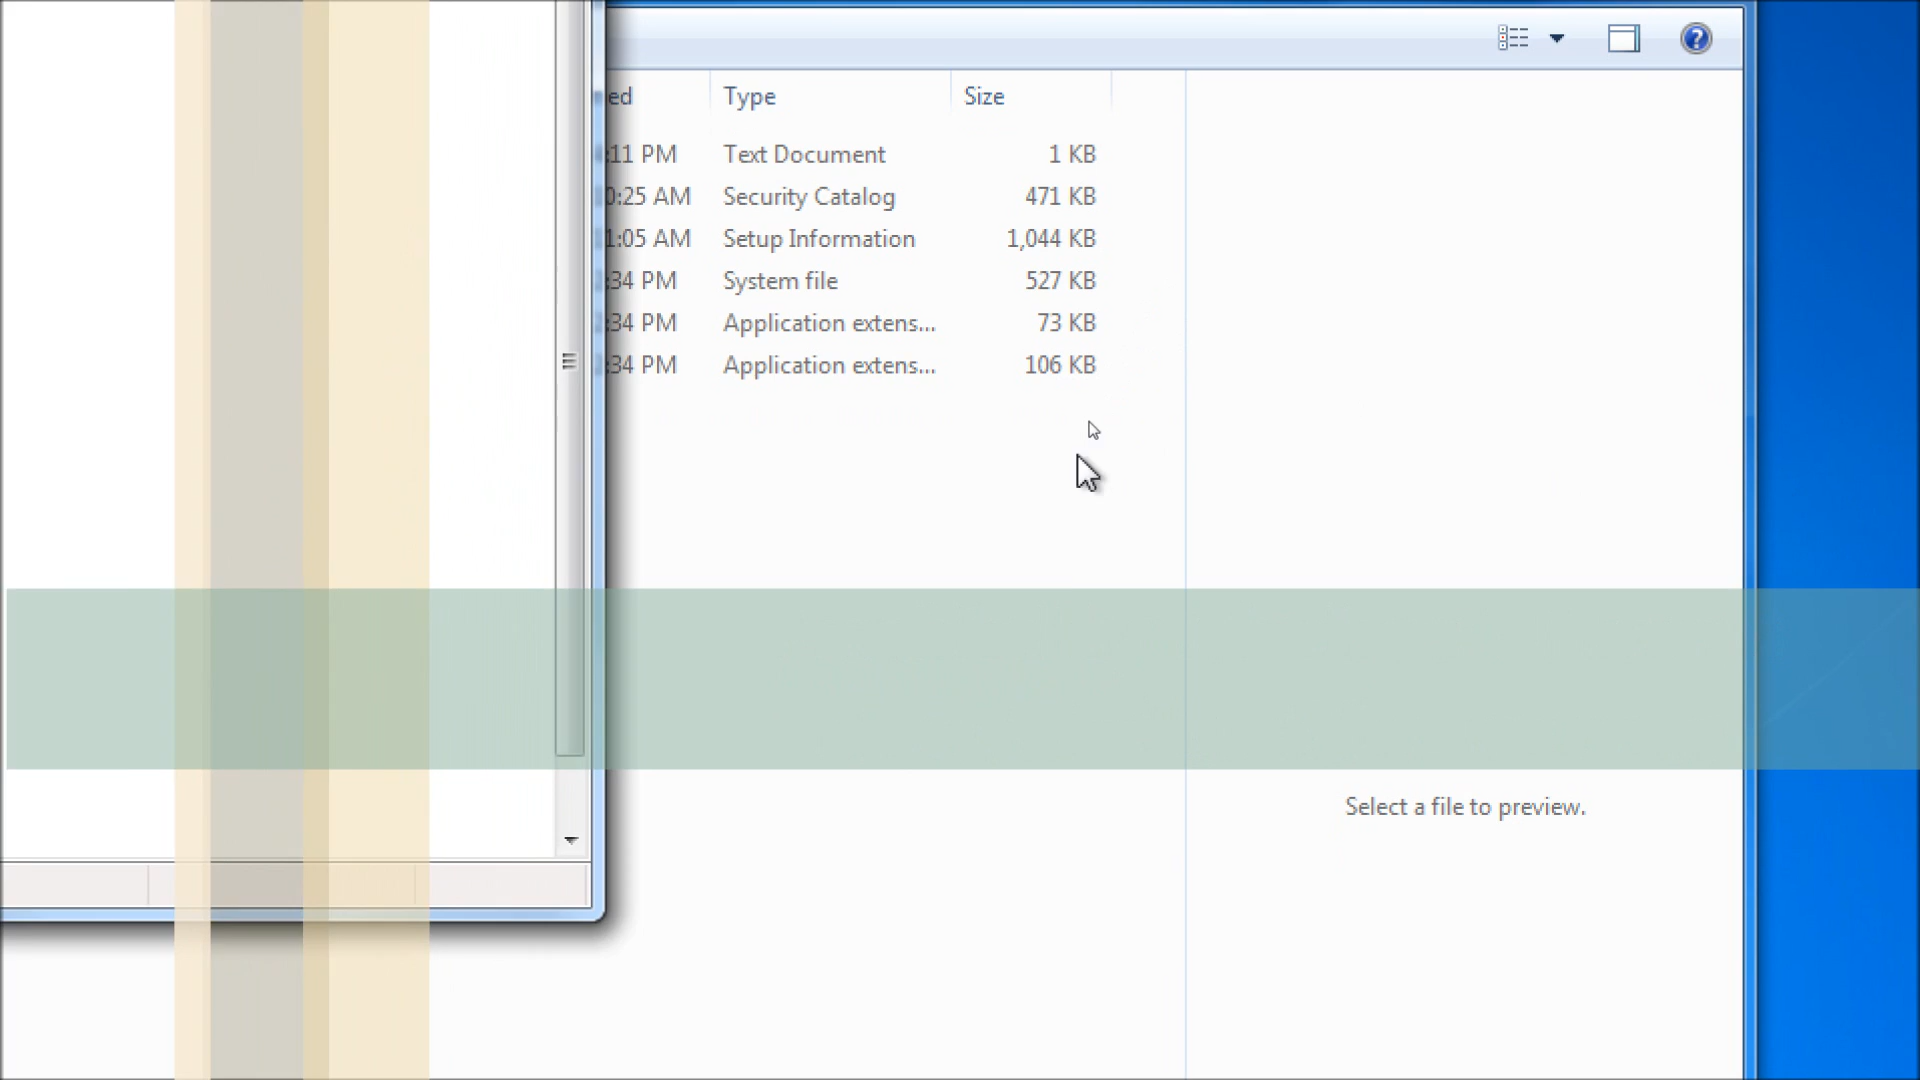 Type Size
:11 PM Text Document 1 KB
0:25 AM Security Catalog 471 KB
1:05 AM Setup Information 1,044 KB
:34 PM System file 527 KB
:34 PM Application extens... 73 KB
:34 PM Application extens... 106 KB
Select a file to preview.